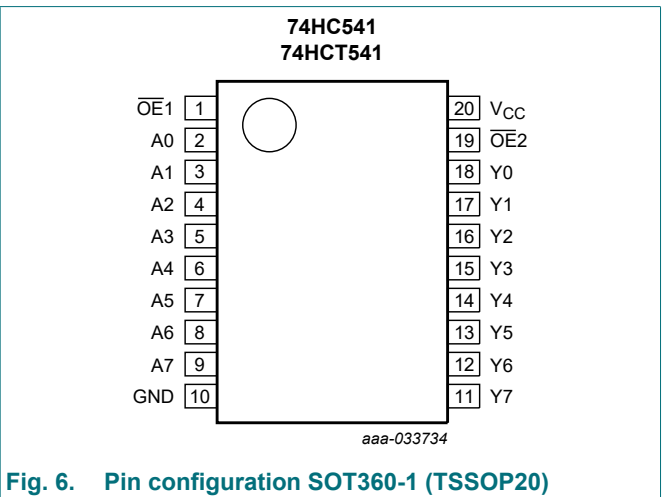 74HC541
74HCT541
O̅E̅1 1 20 VCC
A0 2 19 O̅E̅2
A1 3 18 Y0
A2 4 17 Y1
A3 5 16 Y2
A4 6 15 Y3
A5 7 14 Y4
A6 8 13 Y5
A7 9 12 Y6
GND 10 11 Y7
aaa-033734
Fig. 6. Pin configuration SOT360-1 (TSSOP20)